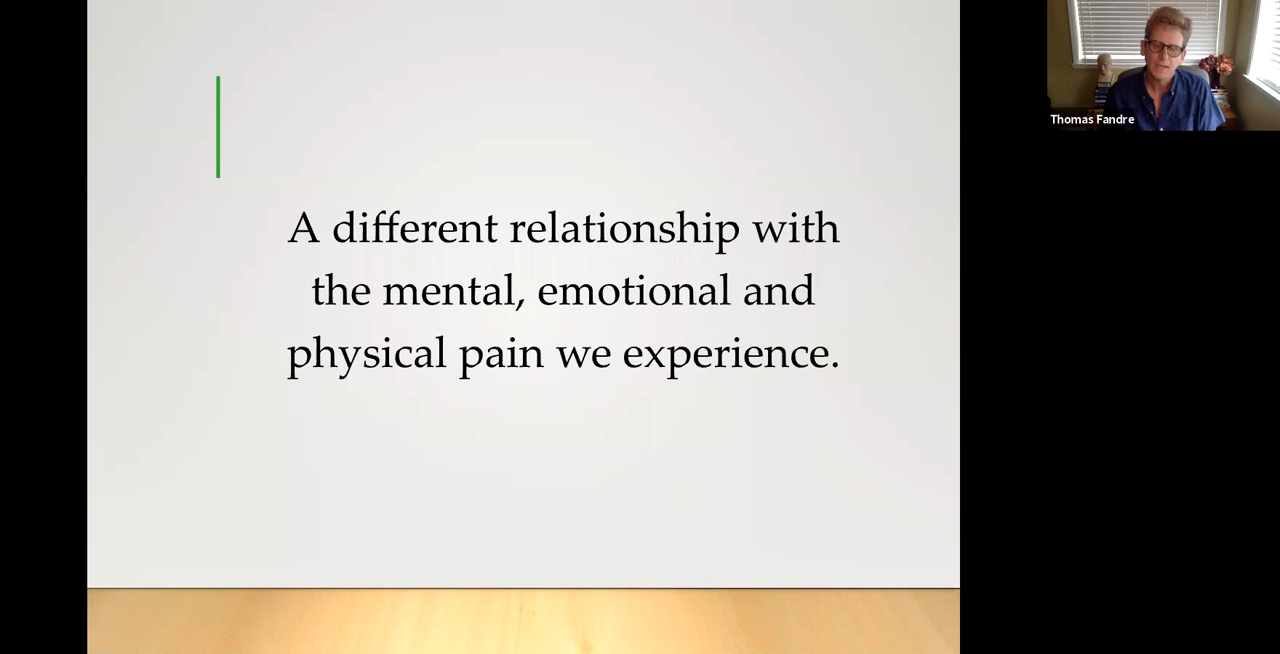 A different relationship with
the mental, emotional and
physical pain we experience.
Thomas Fandre